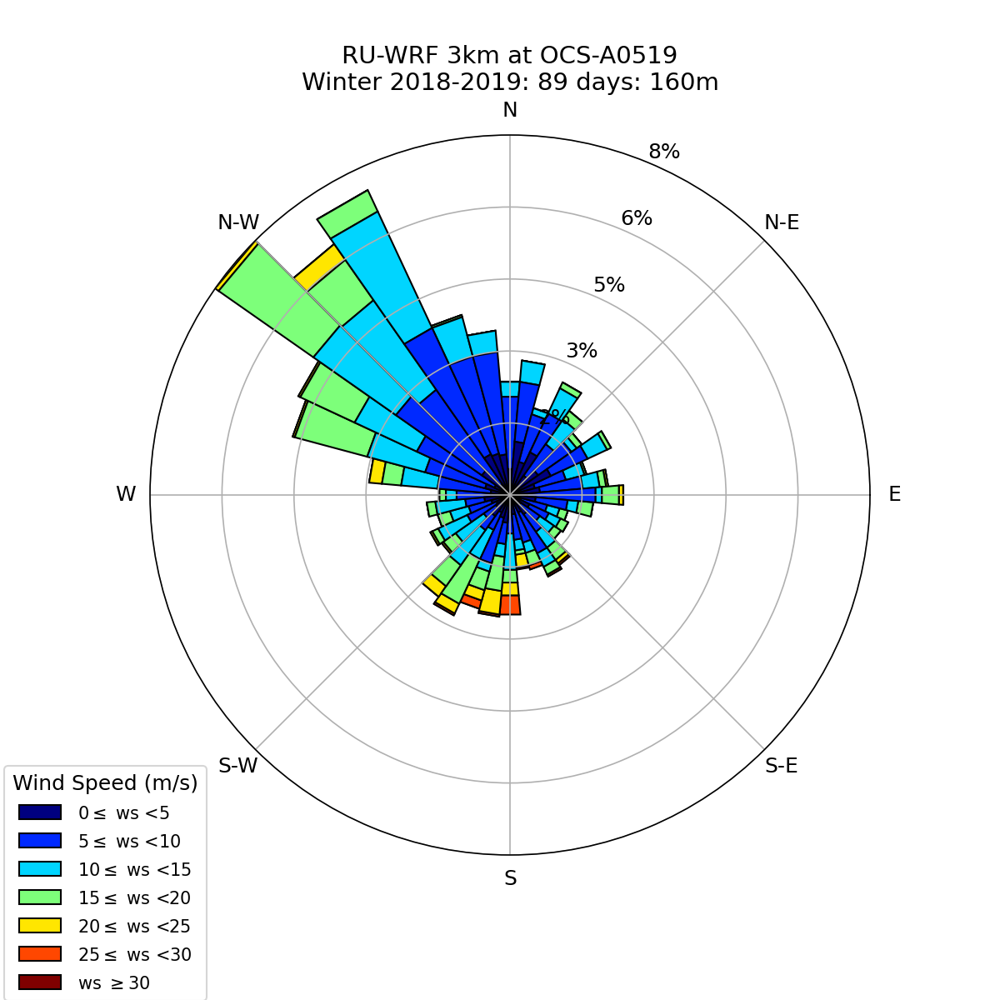 RU-WRF 3km at OCS-A0519
Winter 2018-2019: 89 days: 160m
N
8%
N-W
6%
N-E
5%
3%
2%
W
E
S-W
S-E
S
Wind Speed (m/s)
0 ≤ ws <5
5 ≤ ws <10
10 ≤ ws <15
15 ≤ ws <20
20 ≤ ws <25
25 ≤ ws <30
ws ≥ 30